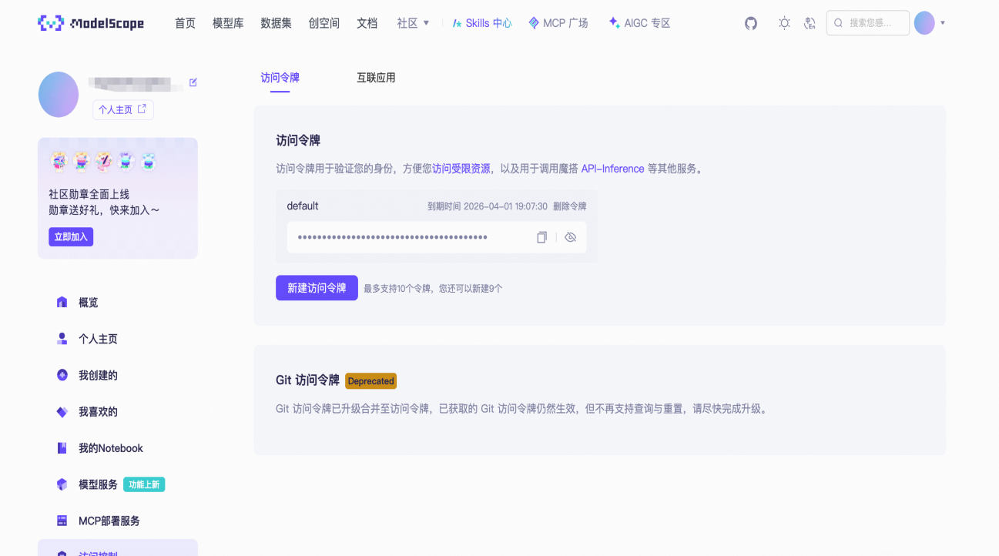 ModelScope 首页 模型库 数据集 创空间 文档 社区 Skills 中心 MCP 广场 AIGC 专区 搜索您感...
访问令牌 互联应用
个人主页
社区勋章全面上线
勋章送好礼，快来加入～
立即加入
概览
个人主页
我创建的
我喜欢的
我的Notebook
模型服务 功能上新
MCP部署服务
访问控制
访问令牌
访问令牌用于验证您的身份，方便您访问受限资源，以及用于调用魔搭 API-Inference 等其他服务。
default 到期时间 2026-04-01 19:07:30 删除令牌
•••••••••••••••••••••••••••••••••••••••
新建访问令牌 最多支持10个令牌，您还可以新建9个
Git 访问令牌 Deprecated
Git 访问令牌已升级合并至访问令牌，已获取的 Git 访问令牌仍然生效，但不再支持查询与重置，请尽快完成升级。